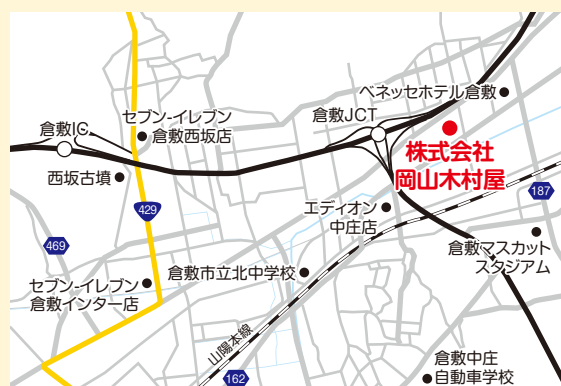 ベネッセホテル倉敷
倉敷JCT
セブン-イレブン
倉敷西坂店
倉敷IC
株式会社
岡山木村屋
西坂古墳
187
429
エディオン
中庄店
469
倉敷マスカット
スタジアム
倉敷市立北中学校
セブン-イレブン
倉敷インター店
山陽本線
倉敷中庄
自動車学校
162